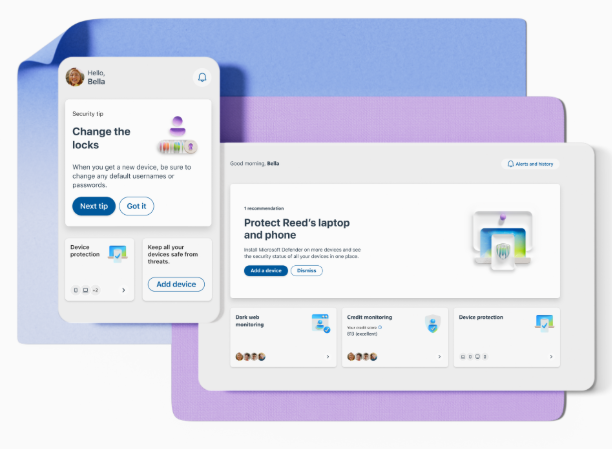 Hello,
Bella
Security tip
Change the
locks
When you get a new device, be sure to
change any default usernames or
passwords.
Next tip
Got it
Device
protection
+2
Keep all your
devices safe from
threats.
Add device
Good morning, Bella
Alerts and history
1 recommendation
Protect Reed's laptop
and phone
Install Microsoft Defender on more devices and see
the security status of all your devices in one place.
Add a device
Dismiss
Dark web
monitoring
Credit monitoring
Your credit score
813 (excellent)
Device protection